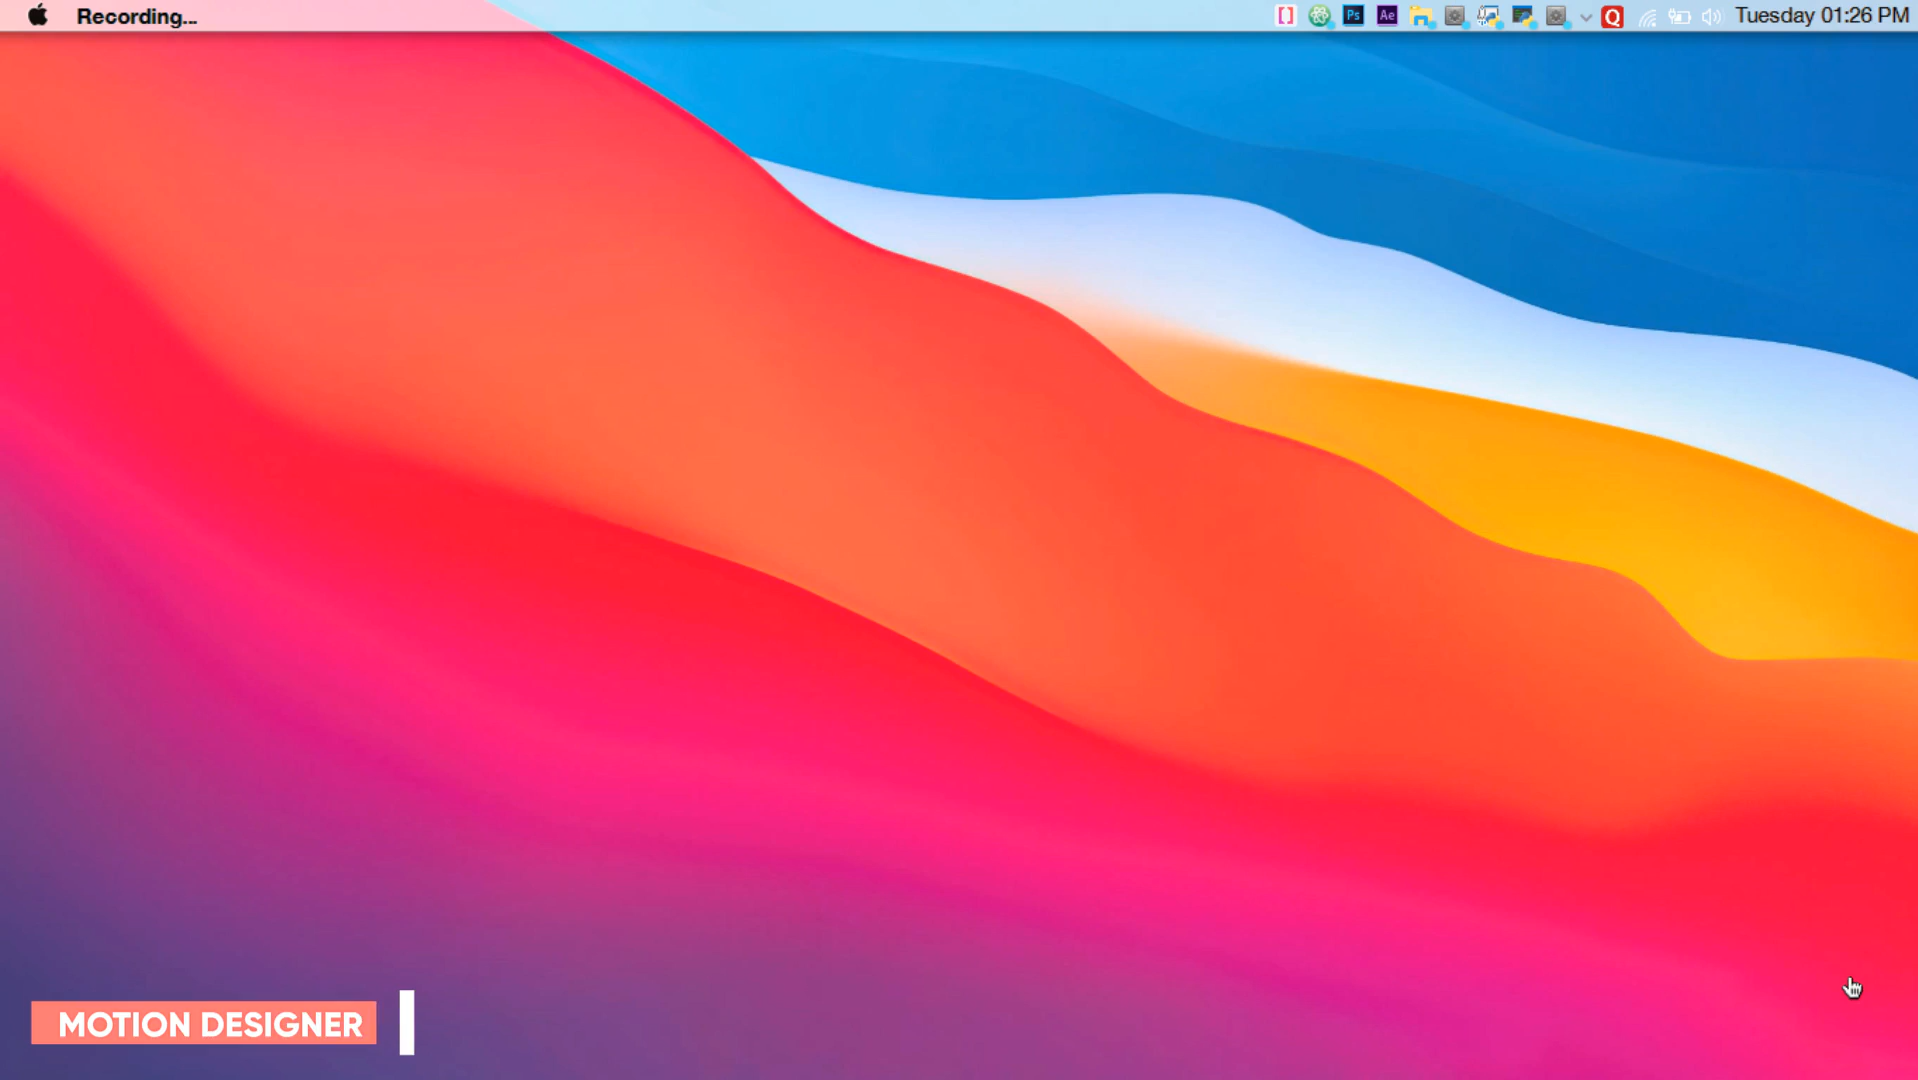 Recording...
Ps
Ae
Q
Tuesday 01:26 PM
MOTION DESIGNER